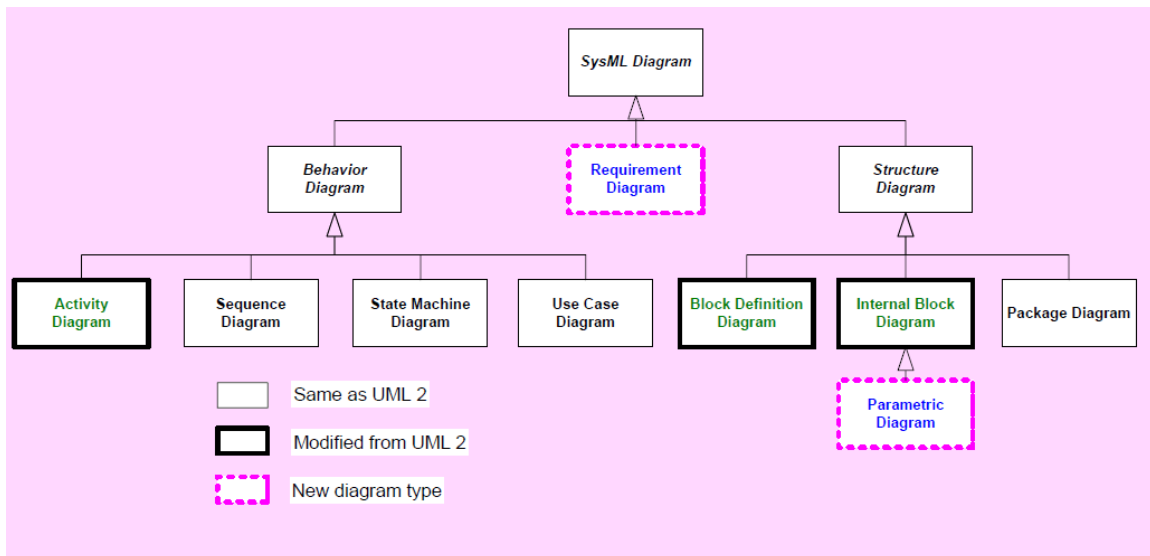 SysML Diagram
Behavior
Diagram
Requirement
Diagram
Structure
Diagram
Activity
Diagram
Sequence
Diagram
State Machine
Diagram
Use Case
Diagram
Block Definition
Diagram
Internal Block
Diagram
Package Diagram
Parametric
Diagram
Same as UML 2
Modified from UML 2
New diagram type